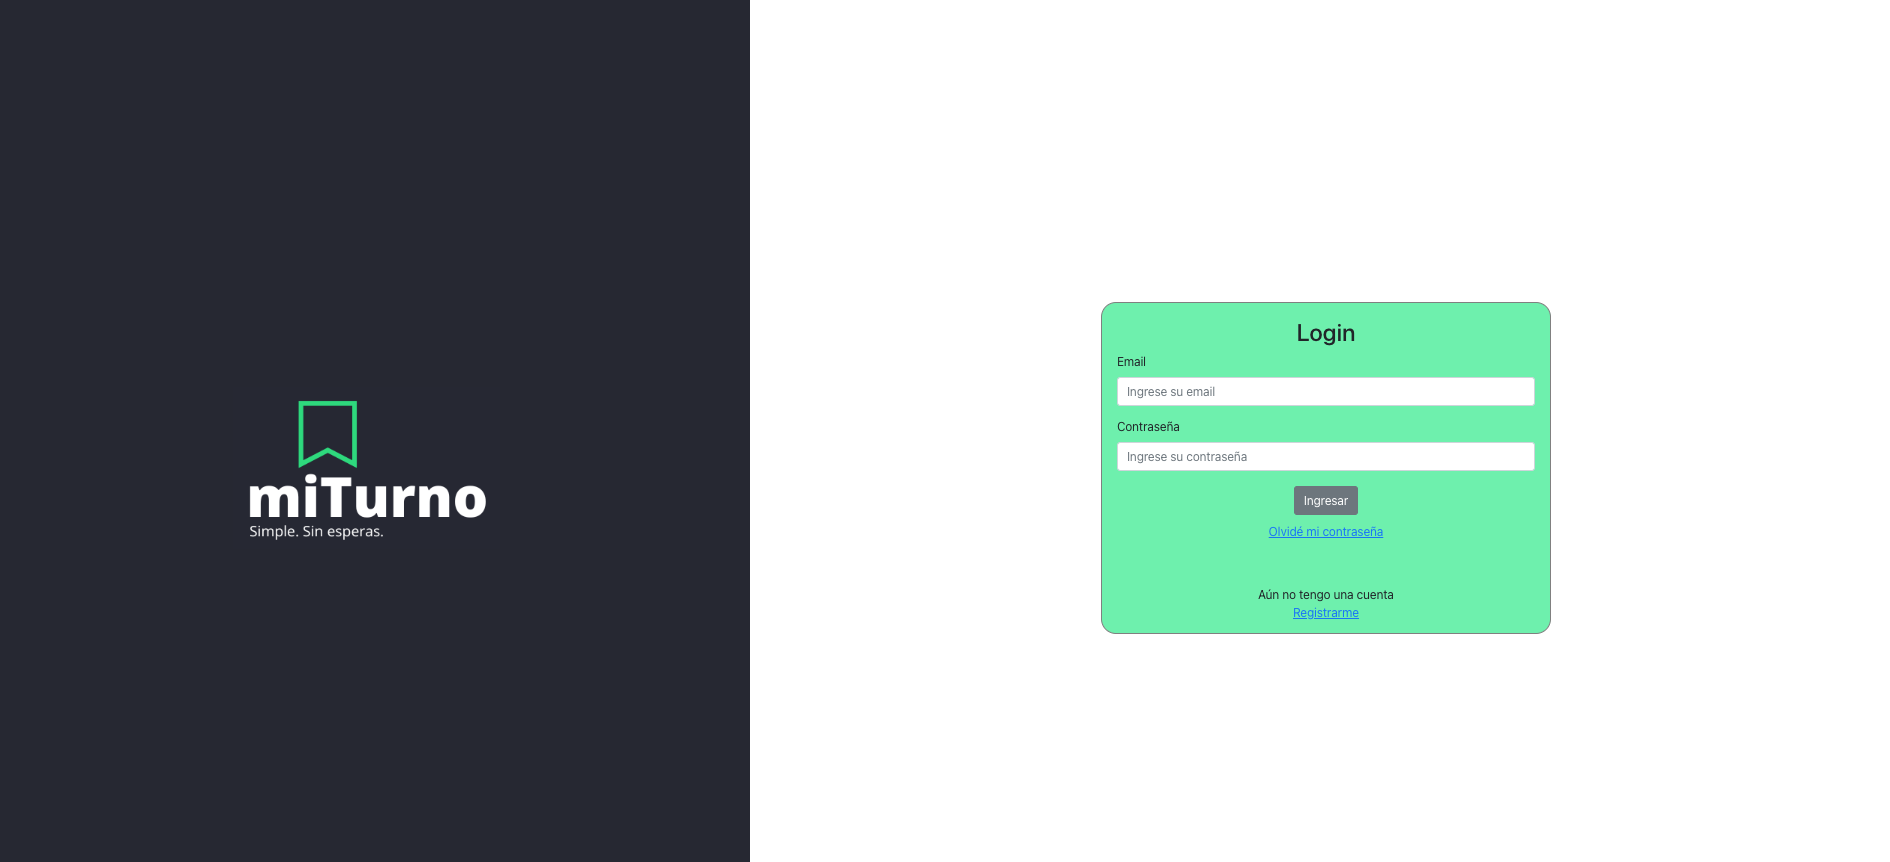 miTurno
Simple. Sin esperas.
Login
Email
Ingrese su email
Contraseña
Ingrese su contraseña
Ingresar
Olvidé mi contraseña
Aún no tengo una cuenta
Registrarme